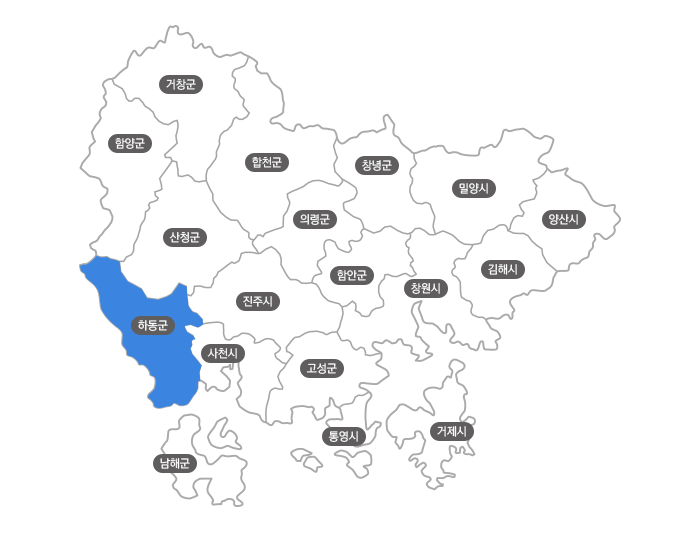 거창군
함양군
합천군
창녕군
밀양시
의령군
양산시
산청군
함안군
김해시
창원시
진주시
하동군
사천시
고성군
통영시
거제시
남해군